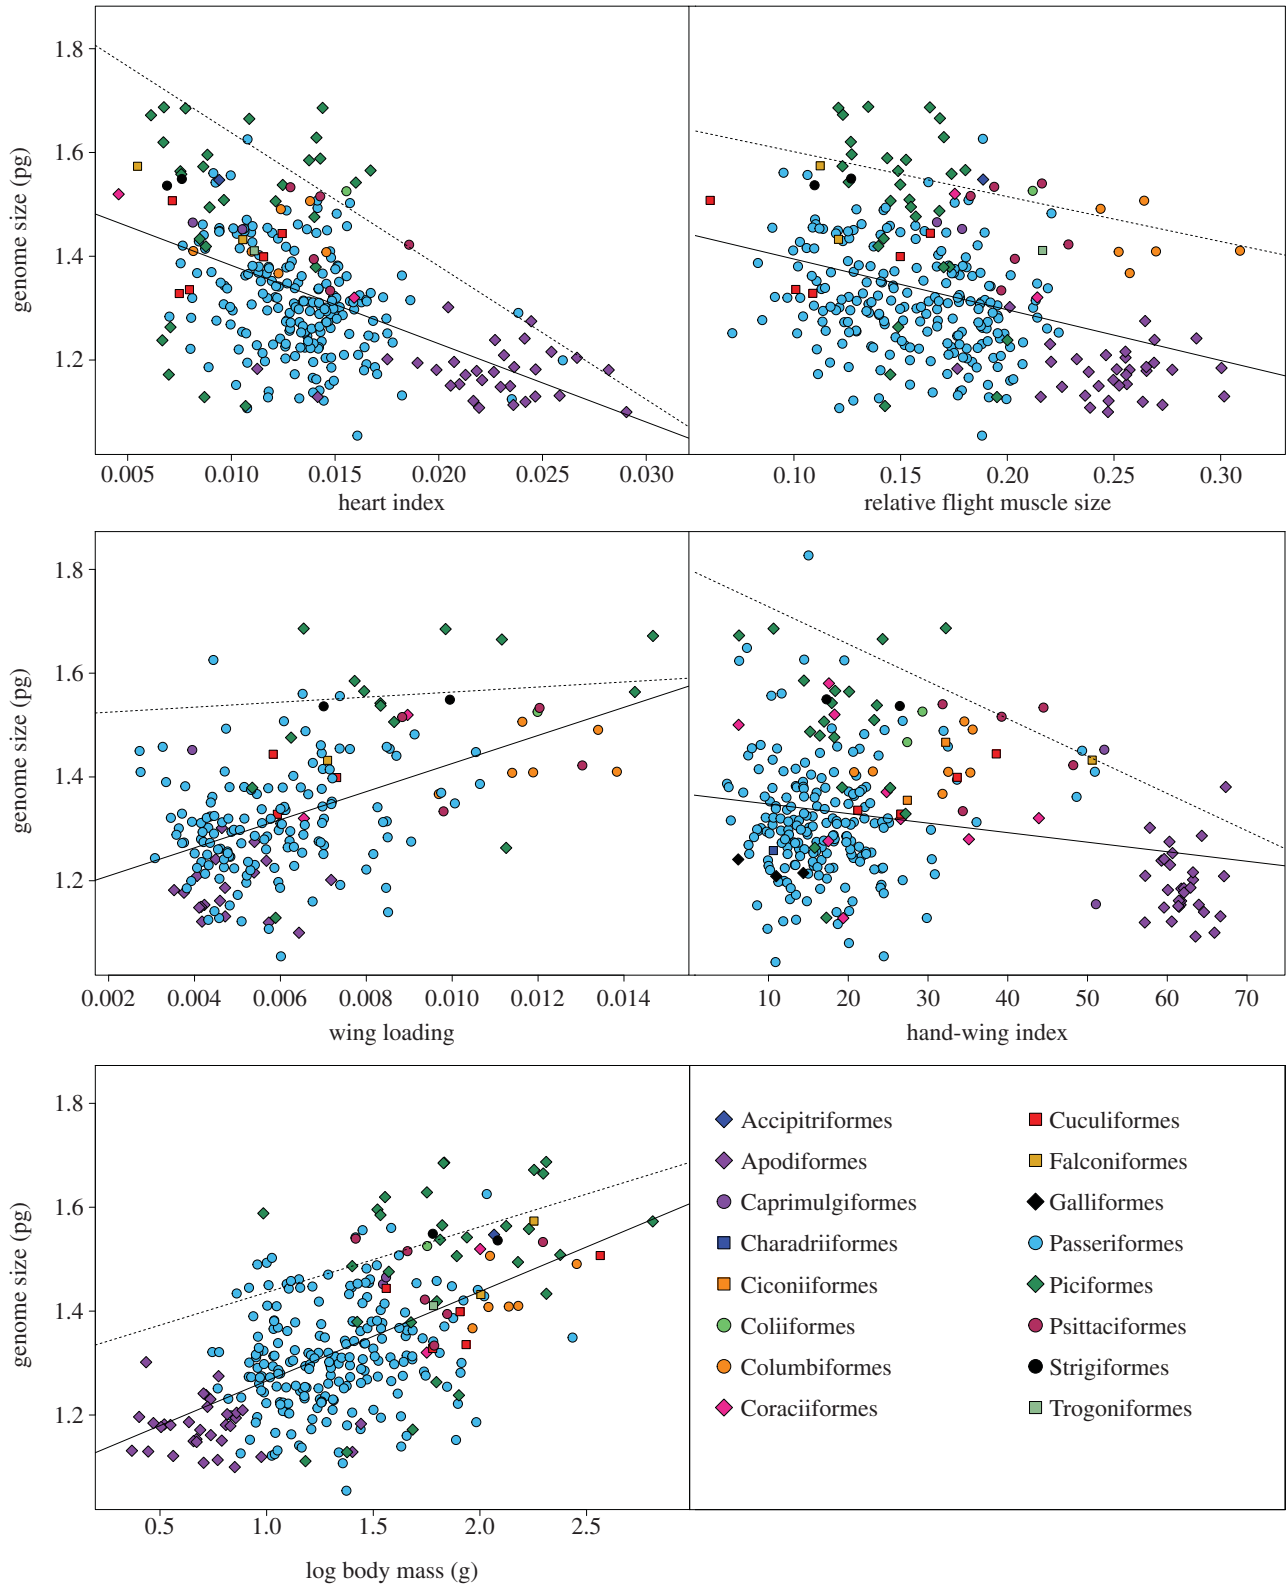 1.8
1.6
1.4
1.2
genome size (pg)
0.005 0.010 0.015 0.020 0.025 0.030
heart index
0.10 0.15 0.20 0.25 0.30
relative flight muscle size
1.8
1.6
1.4
1.2
genome size (pg)
0.002 0.004 0.006 0.008 0.010 0.012 0.014
wing loading
10 20 30 40 50 60 70
hand-wing index
1.8
1.6
1.4
1.2
genome size (pg)
0.5 1.0 1.5 2.0 2.5
log body mass (g)
Accipitriformes
Apodiformes
Caprimulgiformes
Charadriiformes
Ciconiiformes
Coliiformes
Columbiformes
Coraciiformes
Cuculiformes
Falconiformes
Galliformes
Passeriformes
Piciformes
Psittaciformes
Strigiformes
Trogoniformes